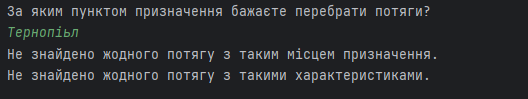 За яким пунктом призначення бажаєте перебрати потяги?
Тернопіьл
Не знайдено жодного потягу з таким місцем призначення.
Не знайдено жодного потягу з такими характеристиками.